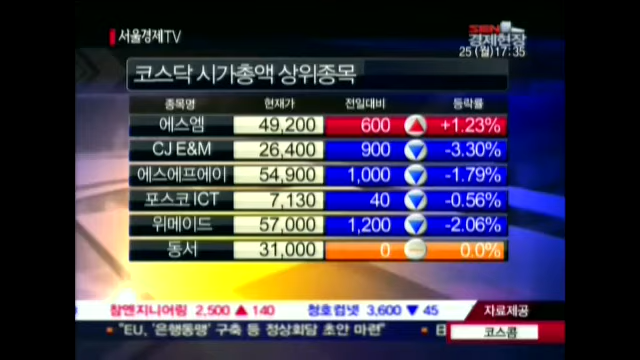 서울경제TV
SEN
경제현장
25 (월)17:35
코스닥 시가총액 상위종목
종목명 현재가 전일대비 등락률
에스엠 49,200 600 ▲ +1.23%
CJ E&M 26,400 900 ▼ -3.30%
에스에프에이 54,900 1,000 ▼ -1.79%
포스코 ICT 7,130 40 ▼ -0.56%
위메이드 57,000 1,200 ▼ -2.06%
동서 31,000 0 - 0.0%
참엔지니어링 2,500 ▲ 140 청호컴넷 3,600 ▼ 45 자료제공
"EU, '은행동맹' 구축 등 정상회담 초안 마련" 코스콤